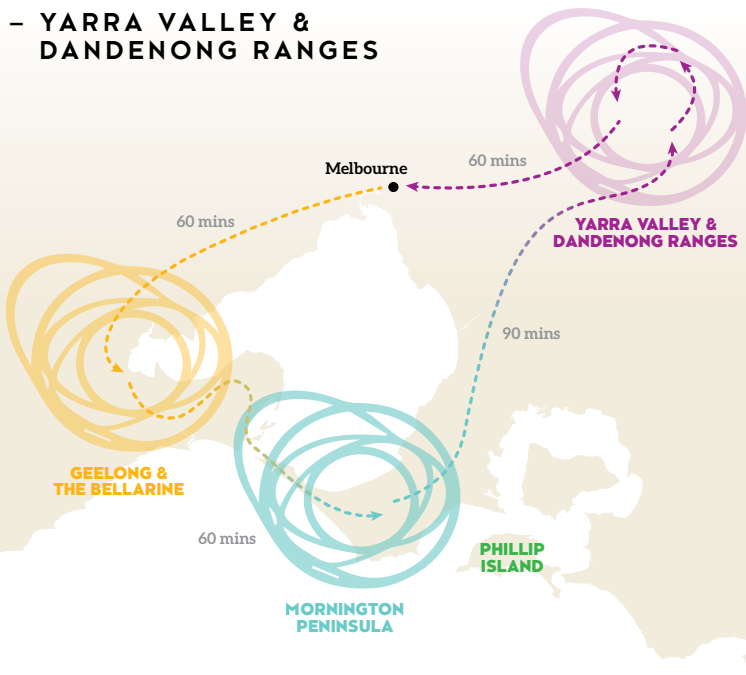 – YARRA VALLEY &
DANDENONG RANGES
Melbourne
60 mins
60 mins
YARRA VALLEY &
DANDENONG RANGES
90 mins
GEELONG &
THE BELLARINE
60 mins
PHILLIP
ISLAND
MORNINGTON
PENINSULA